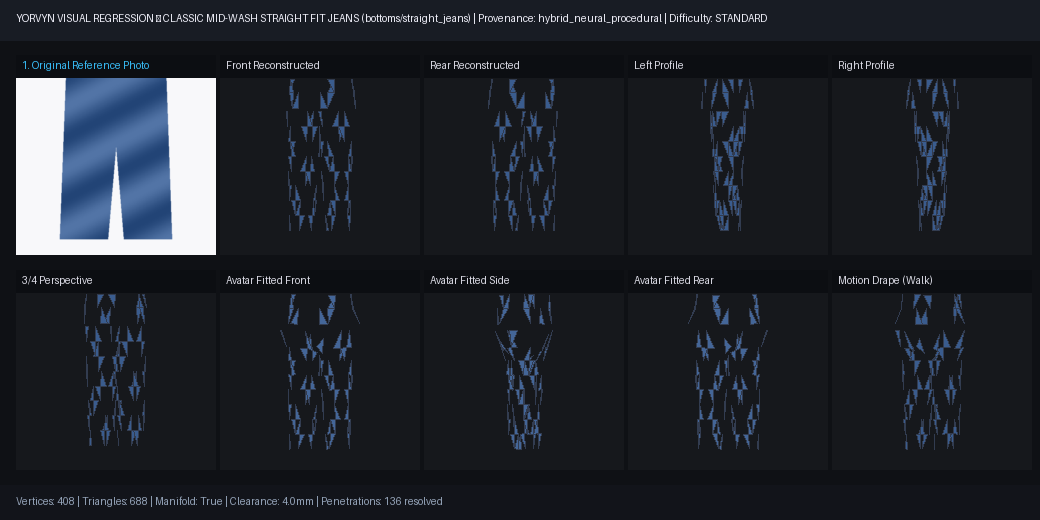 YORVYN VISUAL REGRESSION ☒ CLASSIC MID-WASH STRAIGHT FIT JEANS (bottoms/straight_jeans) | Provenance: hybrid_neural_procedural | Difficulty: STANDARD
1. Original Reference Photo
Front Reconstructed
Rear Reconstructed
Left Profile
Right Profile
3/4 Perspective
Avatar Fitted Front
Avatar Fitted Side
Avatar Fitted Rear
Motion Drape (Walk)
Vertices: 408 | Triangles: 688 | Manifold: True | Clearance: 4.0mm | Penetrations: 136 resolved